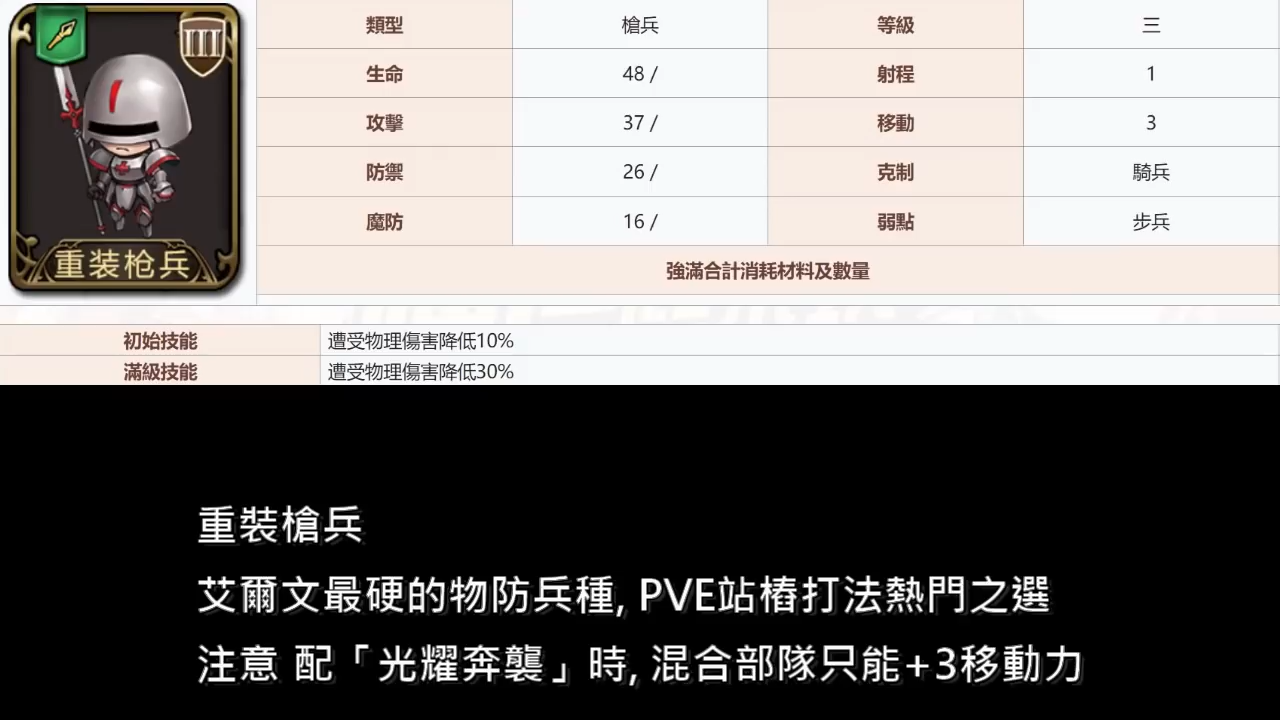 重装枪兵
類型 槍兵 等級 三
生命 48 / 射程 1
攻擊 37 / 移動 3
防禦 26 / 克制 騎兵
魔防 16 / 弱點 步兵
強滿合計消耗材料及數量
初始技能 遭受物理傷害降低10%
滿級技能 遭受物理傷害降低30%
重裝槍兵
艾爾文最硬的物防兵種, PVE站樁打法熱門之選
注意 配「光耀奔襲」時, 混合部隊只能+3移動力